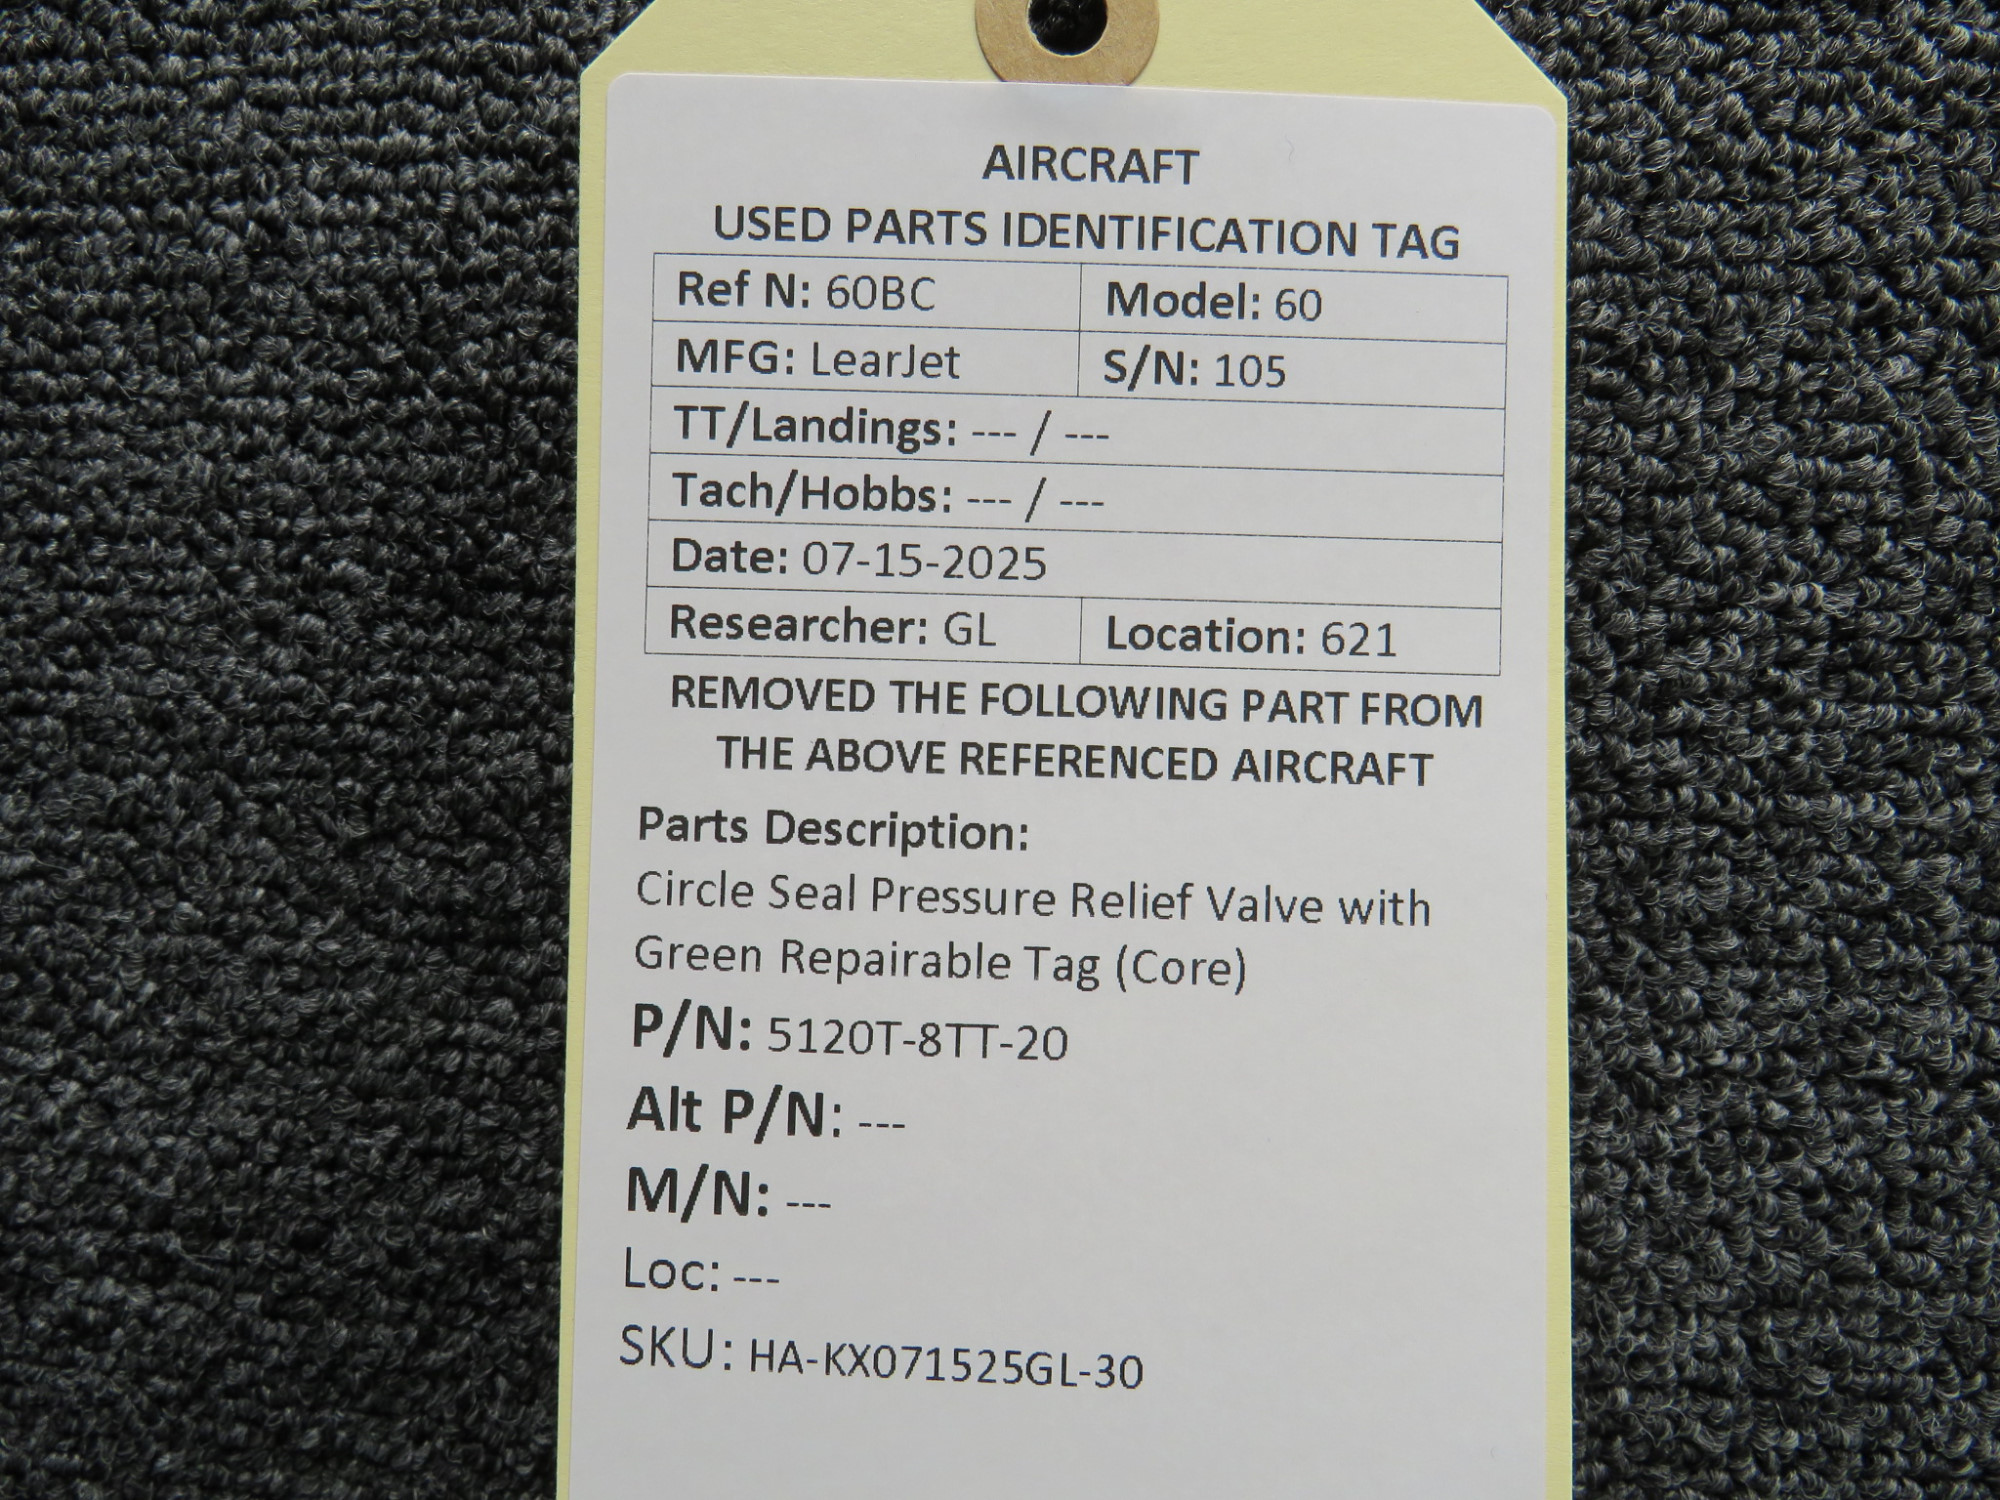 AIRCRAFT
USED PARTS IDENTIFICATION TAG
Ref N: 60BC Model: 60
MFG: LearJet S/N: 105
TT/Landings: --- / ---
Tach/Hobbs: --- / ---
Date: 07-15-2025
Researcher: GL Location: 621
REMOVED THE FOLLOWING PART FROM
THE ABOVE REFERENCED AIRCRAFT
Parts Description:
Circle Seal Pressure Relief Valve with
Green Repairable Tag (Core)
P/N: 5120T-8TT-20
Alt P/N: ---
M/N: ---
Loc: ---
SKU: HA-KX071525GL-30